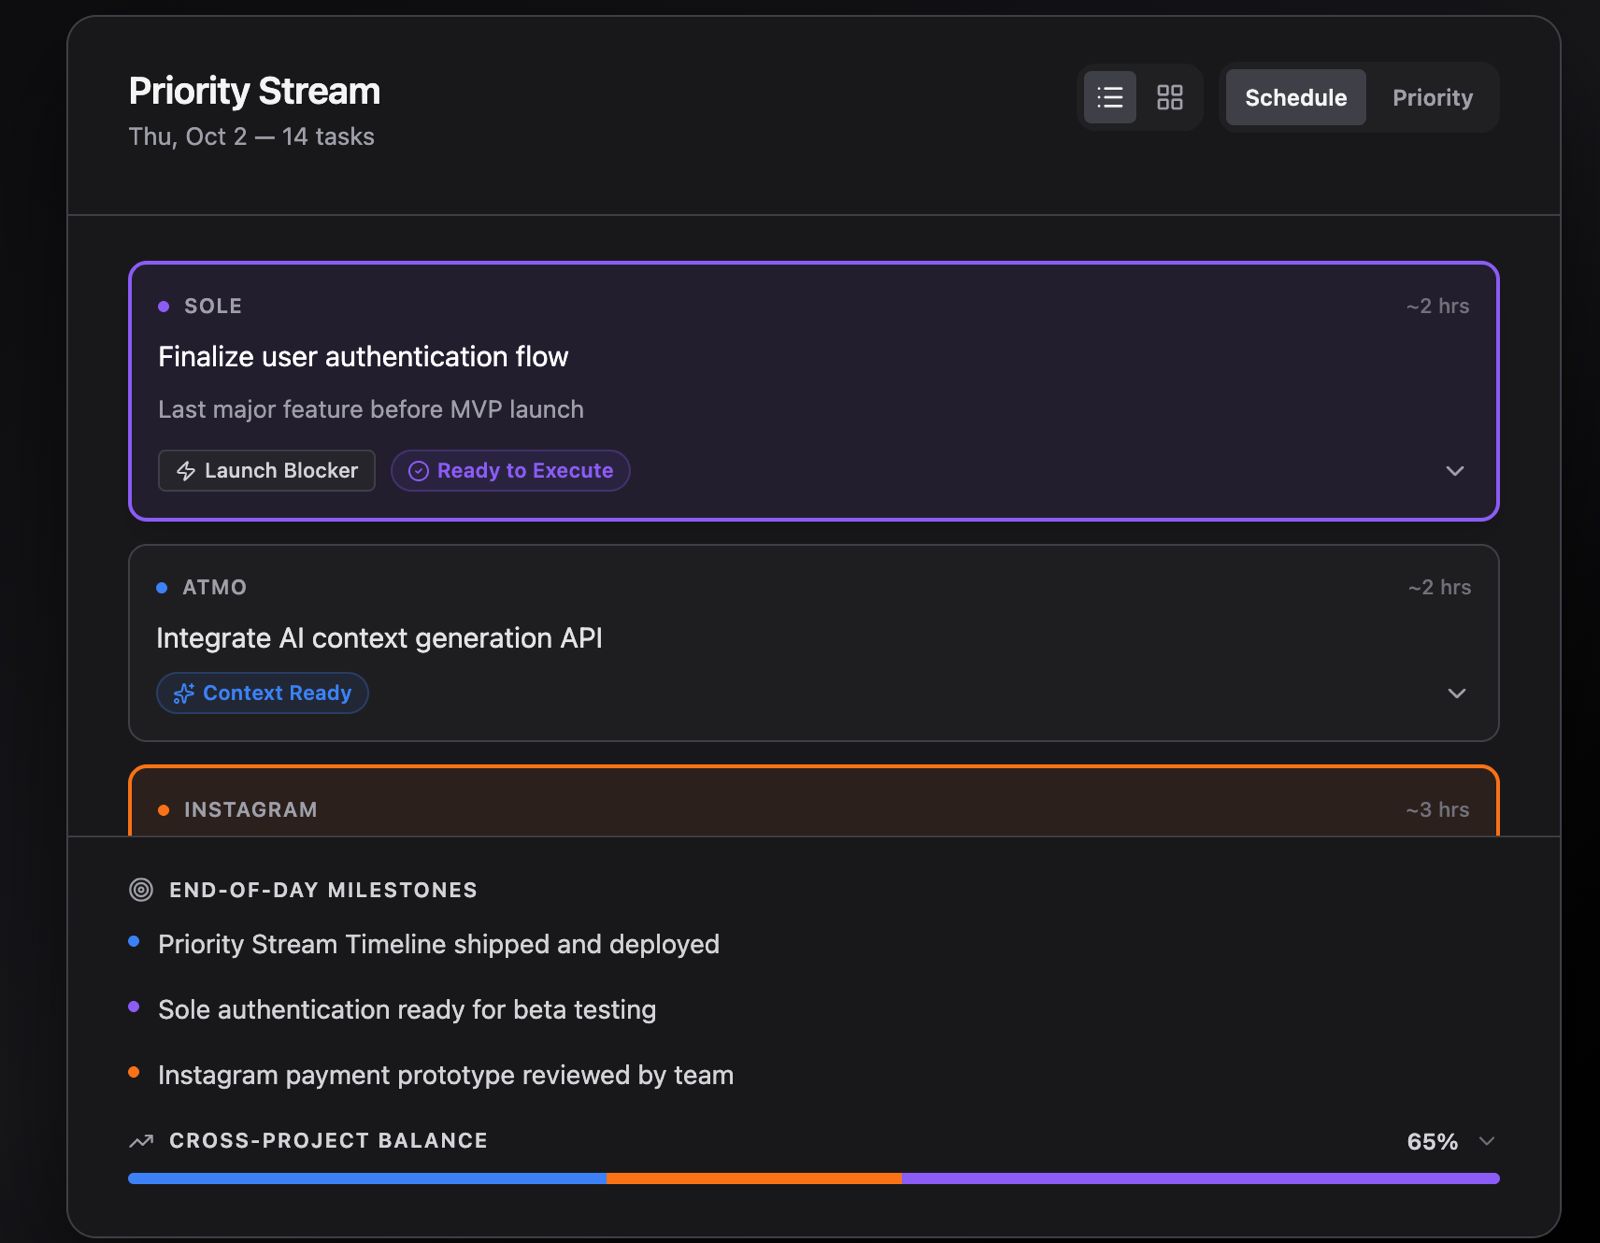 Priority Stream
Thu, Oct 2 — 14 tasks
Schedule
Priority
SOLE
~2 hrs
Finalize user authentication flow
Last major feature before MVP launch
Launch Blocker
Ready to Execute
ATMO
~2 hrs
Integrate AI context generation API
Context Ready
INSTAGRAM
~3 hrs
END-OF-DAY MILESTONES
Priority Stream Timeline shipped and deployed
Sole authentication ready for beta testing
Instagram payment prototype reviewed by team
CROSS-PROJECT BALANCE
65%